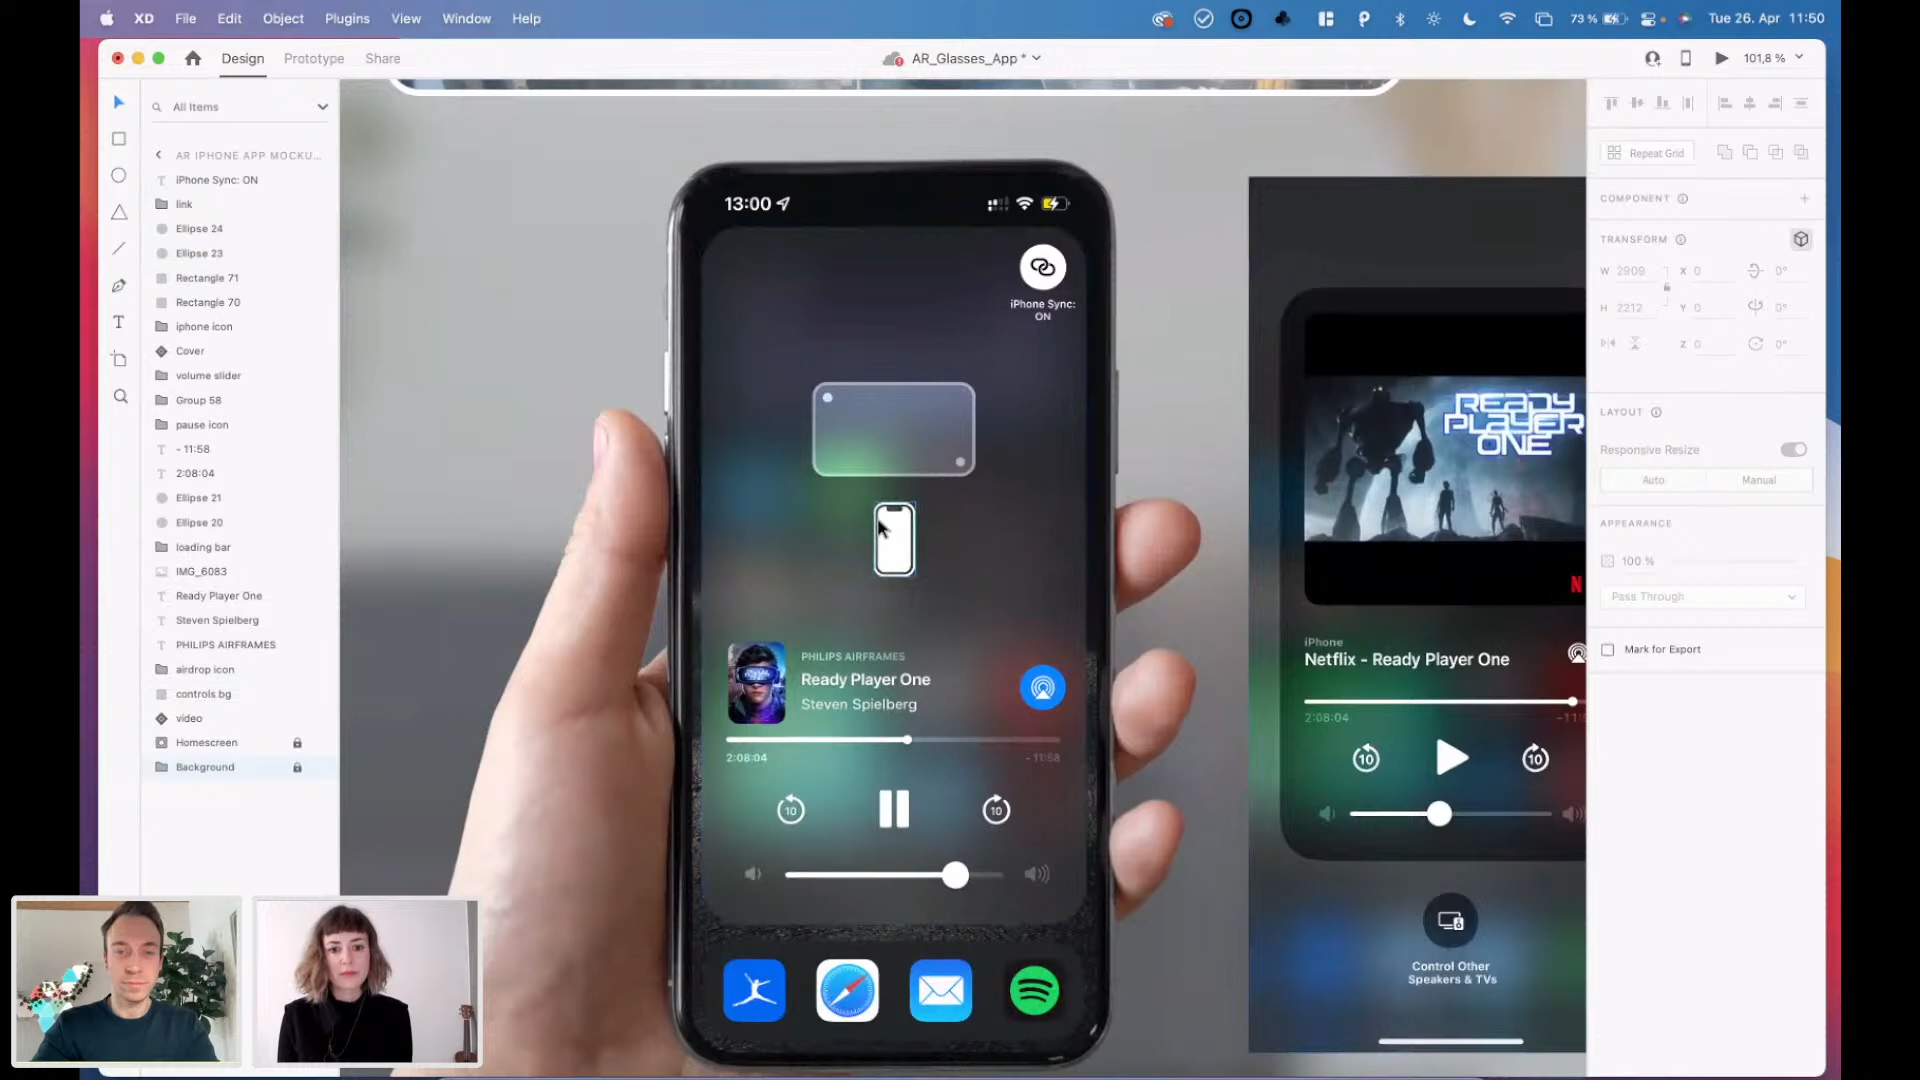 XD File Edit Object Plugins View Window Help 73 % Tue 26. Apr 11:50
Design Prototype Share AR_Glasses_App * 101,8 %
All Items
AR IPHONE APP MOCKU...
iPhone Sync: ON
link
Ellipse 24
Ellipse 23
Rectangle 71
Rectangle 70
iphone icon
Cover
volume slider
Group 58
pause icon
- 11:58
2:08:04
Ellipse 21
Ellipse 20
loading bar
IMG_6083
Ready Player One
Steven Spielberg
PHILIPS AIRFRAMES
airdrop icon
controls bg
video
Homescreen
Background
13:00
iPhone Sync:
ON
PHILIPS AIRFRAMES
Ready Player One
Steven Spielberg
2:08:04 - 11:58
10 10
READY
PLAYER
ONE
N
iPhone
Netflix - Ready Player One
2:08:04
10 10
Control Other
Speakers & TVs
Repeat Grid
COMPONENT
TRANSFORM
W 2909 X 0 0°
H 2212 Y 0 0°
Z 0 0°
LAYOUT
Responsive Resize
Auto Manual
APPEARANCE
100 %
Pass Through
Mark for Export